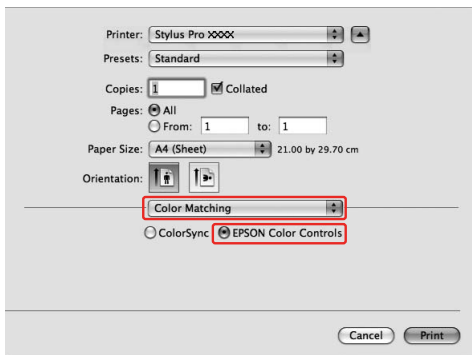 Printer: Stylus Pro XXXX
Presets: Standard
Copies: 1 Collated
Pages: All
From: 1 to: 1
Paper Size: A4 (Sheet) 21.00 by 29.70 cm
Orientation:
Color Matching
ColorSync EPSON Color Controls
Cancel Print